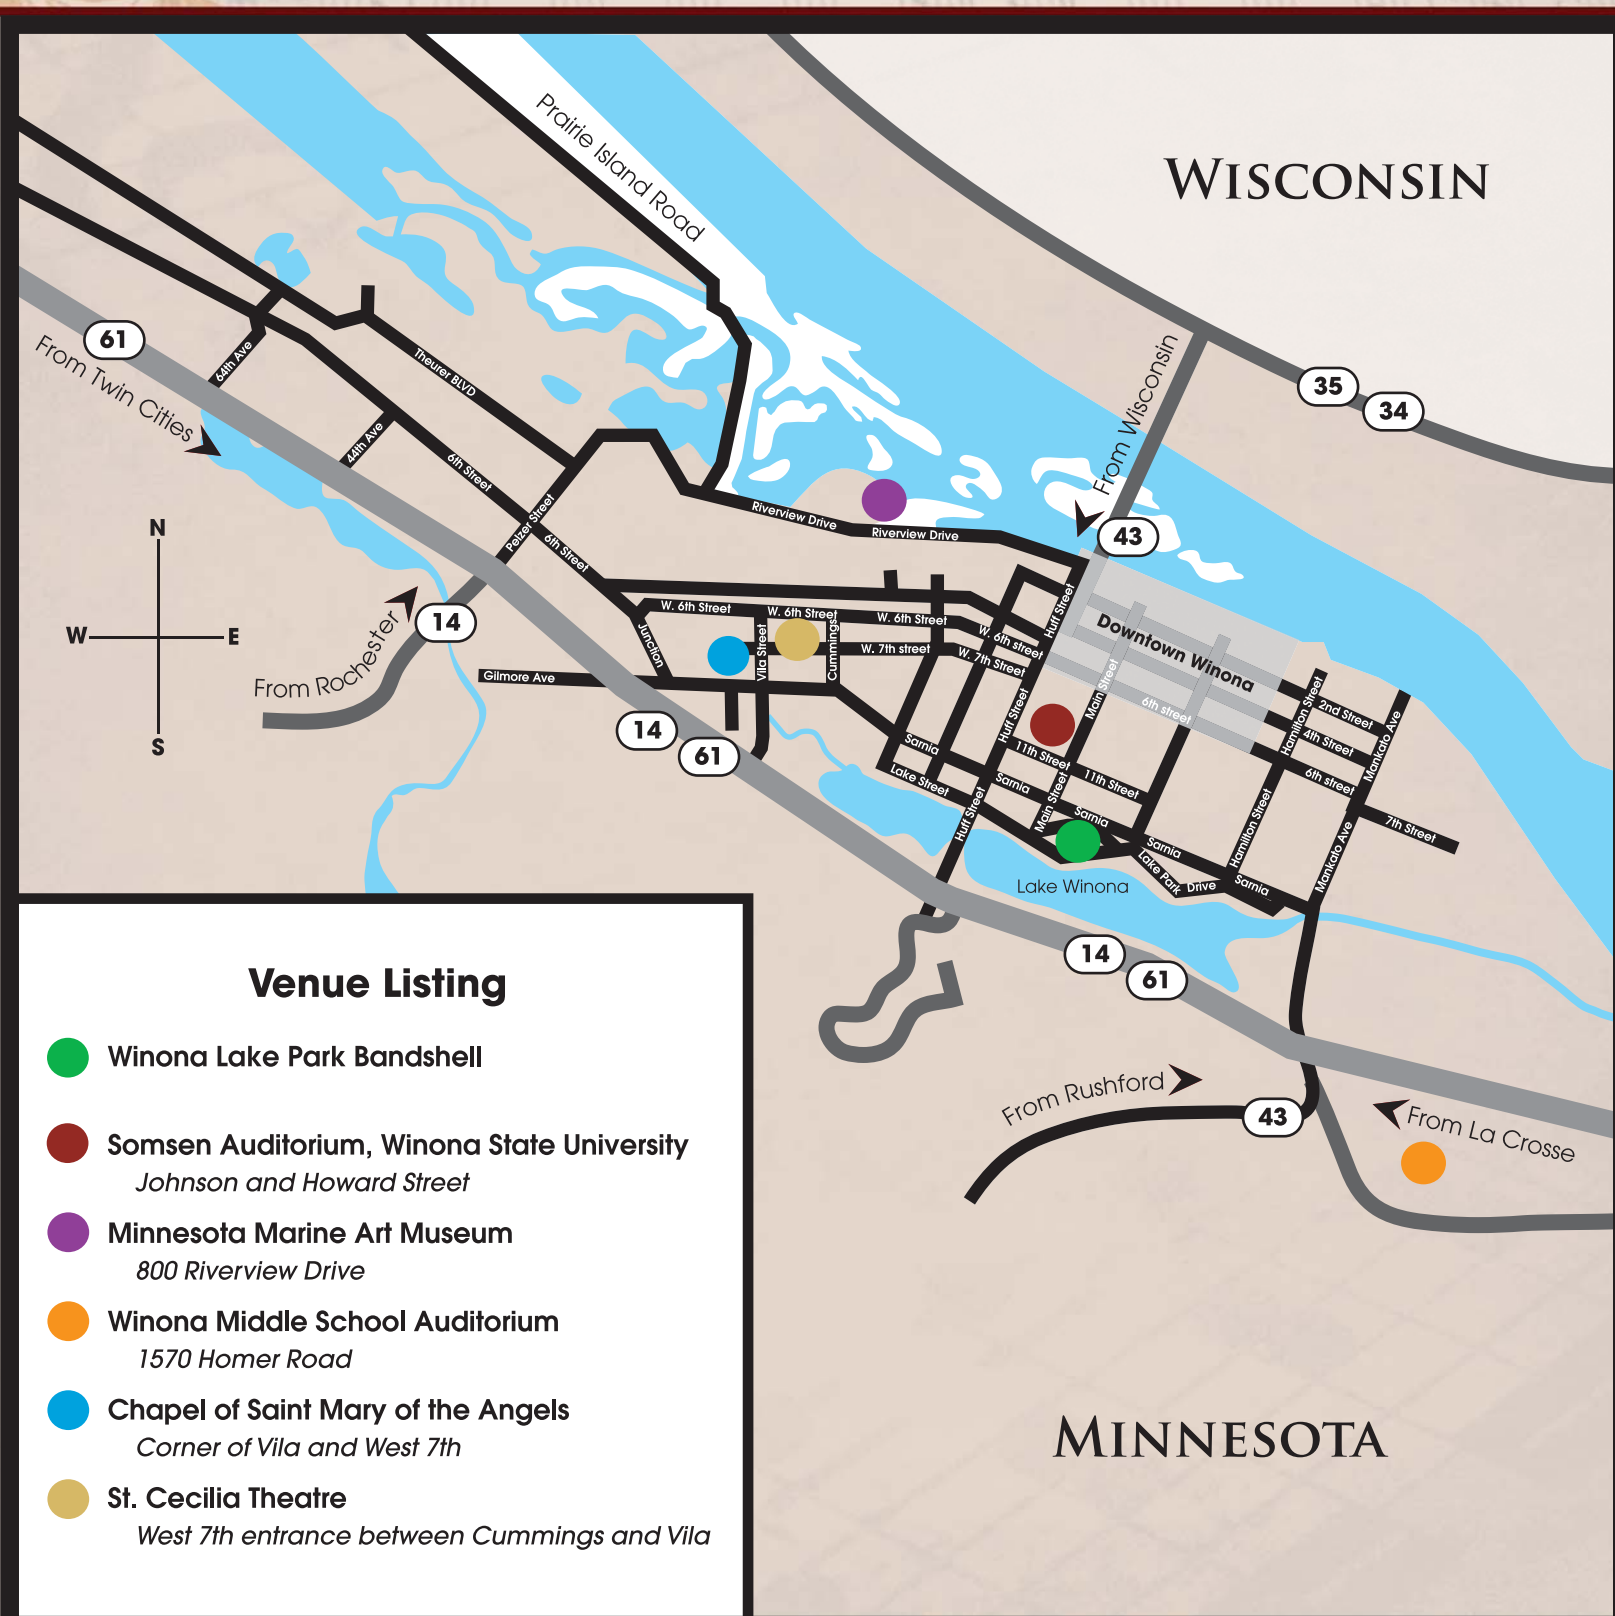 WISCONSIN
Prairie Island Road
61
From Twin Cities
64th Ave
Theurer BLVD
44th Ave
6th Street
Pelzer Street
6th Street
From Wisconsin
35
34
43
Riverview Drive
Riverview Drive
N
W
E
S
14
From Rochester
Gilmore Ave
Junction
W. 6th Street
W. 6th Street
W. 6th Street
W. 6th street
Vila Street
Cummings
W. 7th street
W. 7th Street
Huff Street
Downtown Winona
Main Street
6th street
Huff Street
11th Street
11th Street
Main Street
Sarnia
Sarnia
Sarnia
Sarnia
Sarnia
Lake Street
Huff Street
Lake Park
Drive
Hamilton Street
Hamilton Street
2nd Street
4th Street
6th street
7th Street
Mankato Ave
Mankato Ave
14
61
Lake Winona
14
61
From Rushford
43
From La Crosse
MINNESOTA
Venue Listing
Winona Lake Park Bandshell
Somsen Auditorium, Winona State University
Johnson and Howard Street
Minnesota Marine Art Museum
800 Riverview Drive
Winona Middle School Auditorium
1570 Homer Road
Chapel of Saint Mary of the Angels
Corner of Vila and West 7th
St. Cecilia Theatre
West 7th entrance between Cummings and Vila